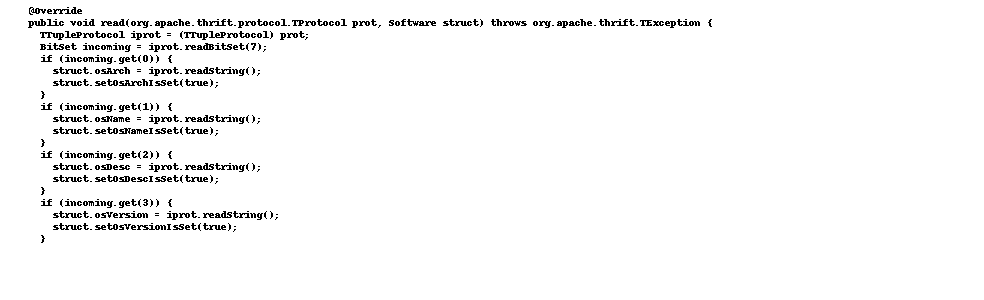 @Override
public void read(org.apache.thrift.protocol.TProtocol prot, Software struct) throws org.apache.thrift.TException {
TTupleProtocol iprot = (TTupleProtocol) prot;
BitSet incoming = iprot.readBitSet(7);
if (incoming.get(0)) {
struct.osArch = iprot.readString();
struct.setOsArchIsSet(true);
}
if (incoming.get(1)) {
struct.osName = iprot.readString();
struct.setOsNameIsSet(true);
}
if (incoming.get(2)) {
struct.osDesc = iprot.readString();
struct.setOsDescIsSet(true);
}
if (incoming.get(3)) {
struct.osVersion = iprot.readString();
struct.setOsVersionIsSet(true);
}